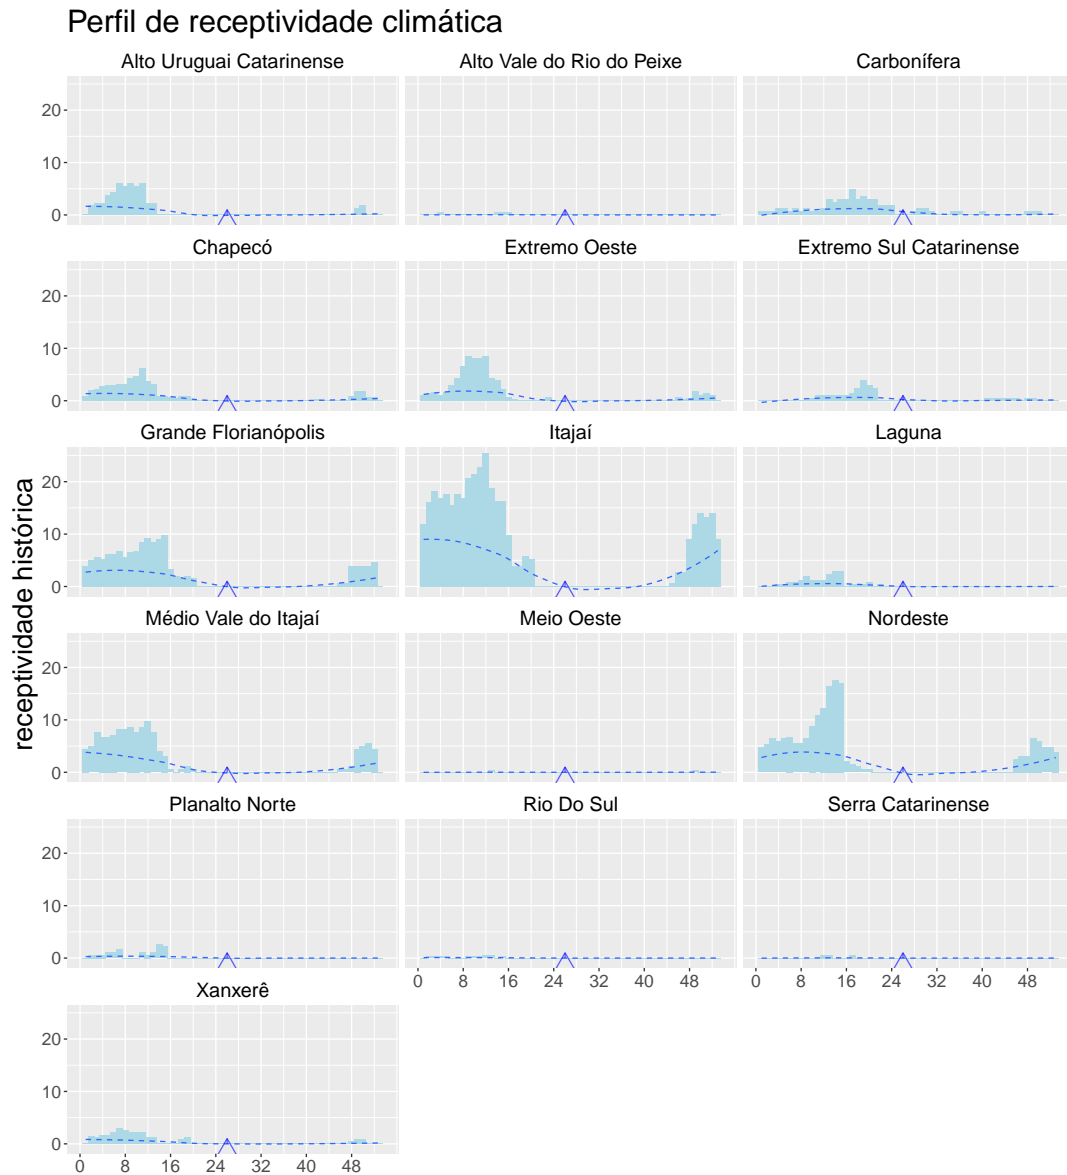 Perfil de receptividade climática
Alto Uruguai Catarinense
Alto Vale do Rio do Peixe
Carbonífera
20
10
0
Chapecó
Extremo Oeste
Extremo Sul Catarinense
20
10
0
Grande Florianópolis
Itajaí
Laguna
20
10
0
receptividade histórica
Médio Vale do Itajaí
Meio Oeste
Nordeste
20
10
0
Planalto Norte
Rio Do Sul
Serra Catarinense
20
10
0
0 8 16 24 32 40 48
0 8 16 24 32 40 48
Xanxerê
20
10
0
0 8 16 24 32 40 48